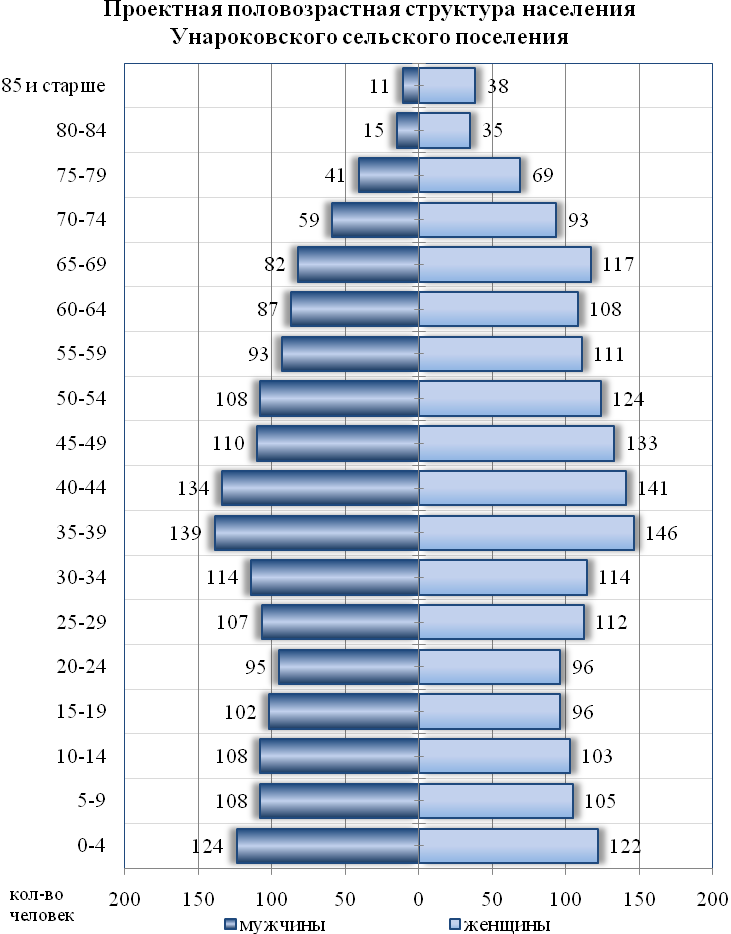 Проектная половозрастная структура населения
Унароковского сельского поселения
85 и старше 11 38
80-84 15 35
75-79 41 69
70-74 59 93
65-69 82 117
60-64 87 108
55-59 93 111
50-54 108 124
45-49 110 133
40-44 134 141
35-39 139 146
30-34 114 114
25-29 107 112
20-24 95 96
15-19 102 96
10-14 108 103
5-9 108 105
0-4 124 122
кол-во
человек
200 150 100 50 0 50 100 150 200
мужчины женщины